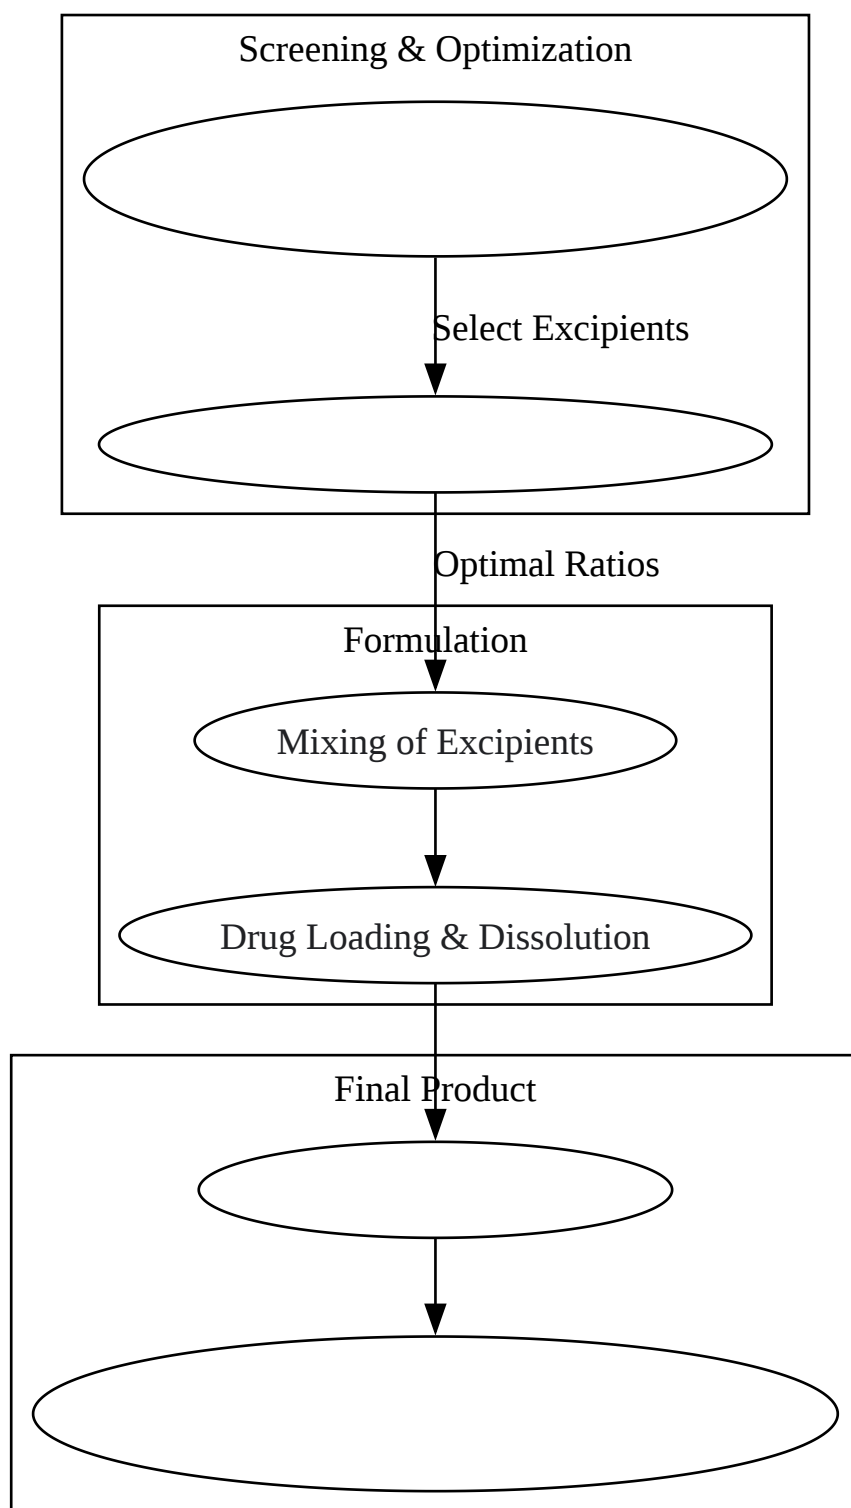 Screening & Optimization
Select Excipients
Optimal Ratios
Formulation
Mixing of Excipients
Drug Loading & Dissolution
Final Product